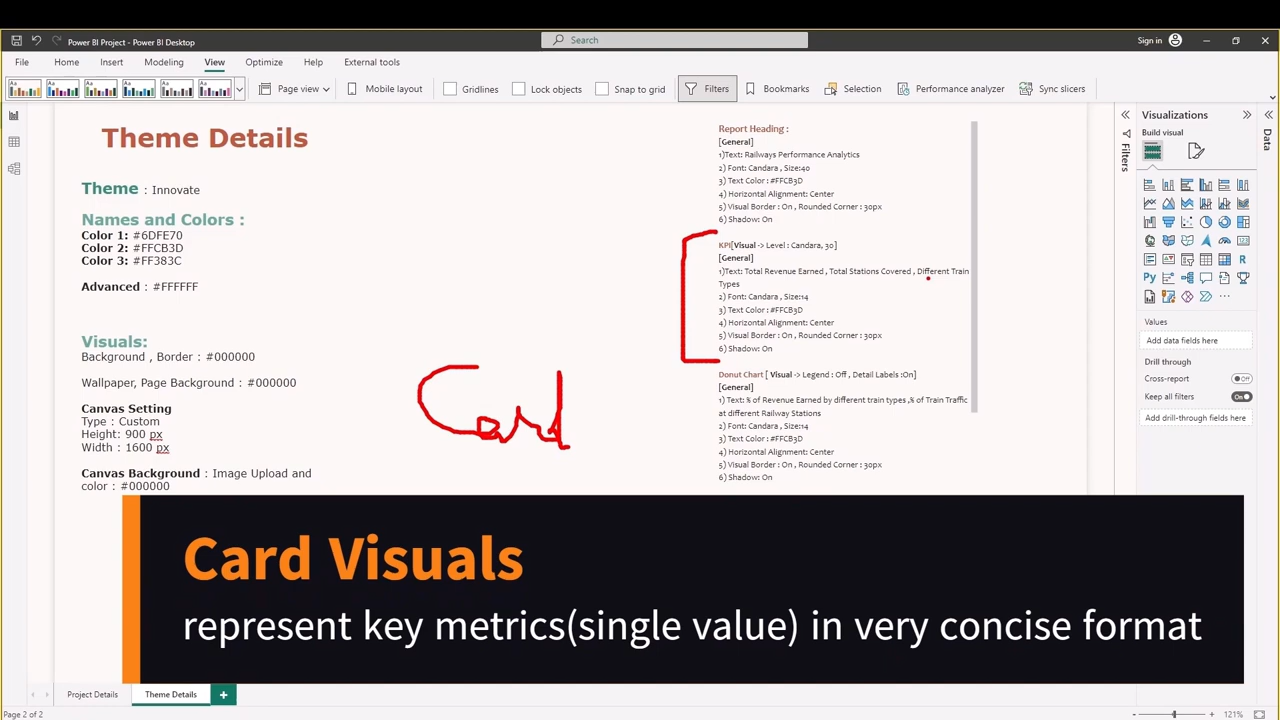 Power BI Project - Power BI Desktop
Search
Sign in
File Home Insert Modeling View Optimize Help External tools
Aa Aa Aa Aa Aa Aa
Page view
Mobile layout
Gridlines
Lock objects
Snap to grid
Filters
Bookmarks
Selection
Performance analyzer
Sync slicers
Theme Details
Theme : Innovate
Names and Colors :
Color 1: #6DFE70
Color 2: #FFCB3D
Color 3: #FF383C
Advanced : #FFFFFF
Visuals:
Background , Border : #000000
Wallpaper, Page Background : #000000
Canvas Setting
Type : Custom
Height: 900 px
Width : 1600 px
Canvas Background : Image Upload and
color : #000000
Card
Report Heading :
[General]
1)Text: Railways Performance Analytics
2) Font: Candara , Size:40
3) Text Color : #FFCB3D
4) Horizontal Alignment: Center
5) Visual Border : On , Rounded Corner : 30px
6) Shadow: On
KPI[Visual -> Level : Candara, 30]
[General]
1)Text: Total Revenue Earned , Total Stations Covered , Different Train
Types
2) Font: Candara , Size:14
3) Text Color : #FFCB3D
4) Horizontal Alignment: Center
5) Visual Border : On , Rounded Corner : 30px
6) Shadow: On
Donut Chart [ Visual -> Legend : Off , Detail Labels :On]
[General]
1) Text: % of Revenue Earned by different train types ,% of Train Traffic
at different Railway Stations
2) Font: Candara , Size:14
3) Text Color : #FFCB3D
4) Horizontal Alignment: Center
5) Visual Border : On , Rounded Corner : 30px
6) Shadow: On
Filters
Visualizations
Build visual
R
Py
Values
Add data fields here
Drill through
Cross-report
Off
Keep all filters
On
Add drill-through fields here
Data
Card Visuals
represent key metrics(single value) in very concise format
Project Details
Theme Details
+
Page 2 of 2
121%